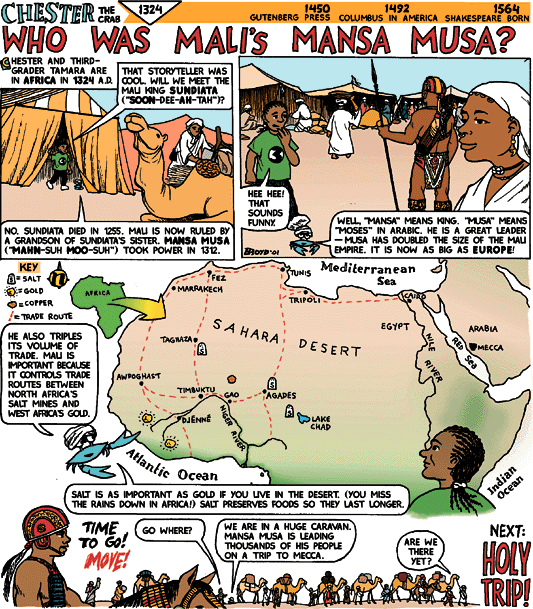 CHESTER THE CRAB
1324
1450
GUTENBERG PRESS
1492
COLUMBUS IN AMERICA
1564
SHAKESPEARE BORN
WHO WAS MALI'S MANSA MUSA?
CHESTER AND THIRD-
GRADER TAMARA ARE
IN AFRICA IN 1324 A.D.
THAT STORYTELLER WAS
COOL. WILL WE MEET THE
MALI KING SUNDIATA
("SOON-DEE-AH-TAH")?
NO. SUNDIATA DIED IN 1255. MALI IS NOW RULED BY
A GRANDSON OF SUNDIATA'S SISTER. MANSA MUSA
("MAHN-SUH MOO-SUH") TOOK POWER IN 1312.
HEE HEE!
THAT
SOUNDS
FUNNY.
WELL, "MANSA" MEANS KING. "MUSA" MEANS
"MOSES" IN ARABIC. HE IS A GREAT LEADER
— MUSA HAS DOUBLED THE SIZE OF THE MALI
EMPIRE. IT IS NOW AS BIG AS EUROPE!
BBOYD '01
KEY
S = SALT
= GOLD
= COPPER
= TRADE ROUTE
n
AFRICA
FEZ
MARRAKECH
TUNIS
TRIPOLI
Mediterranean
Sea
CAIRO
EGYPT
NILE
RIVER
RED SEA
ARABIA
MECCA
SAHARA DESERT
TAGHAZA
S
AWDGHAST
TIMBUKTU
GAO
AGADES
S
S
DJÉNNÉ
NIGER
RIVER
LAKE
CHAD
Atlantic Ocean
Indian
Ocean
HE ALSO TRIPLES
ITS VOLUME OF
TRADE. MALI IS
IMPORTANT BECAUSE
IT CONTROLS TRADE
ROUTES BETWEEN
NORTH AFRICA'S
SALT MINES AND
WEST AFRICA'S GOLD.
SALT IS AS IMPORTANT AS GOLD IF YOU LIVE IN THE DESERT. (YOU MISS
THE RAINS DOWN IN AFRICA!) SALT PRESERVES FOODS SO THEY LAST LONGER.
TIME
TO GO!
MOVE!
GO WHERE?
WE ARE IN A HUGE CARAVAN.
MANSA MUSA IS LEADING
THOUSANDS OF HIS PEOPLE
ON A TRIP TO MECCA.
ARE WE
THERE
YET?
NEXT:
HOLY
TRIP!